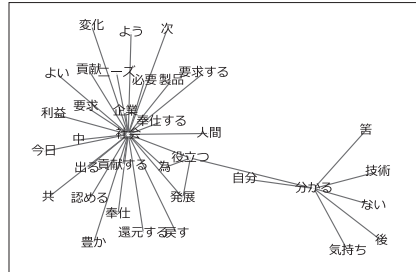 変化
よう
次
よい
貢献
ニーズ
必要
製品
要求する
利益
要求
企業
奉仕する
中
社会
人間
今日
出る
貢献する
為
役立つ
共
認める
発展
奉仕
豊か
還元する
戻す
自分
分かる
筈
技術
ない
後
気持ち